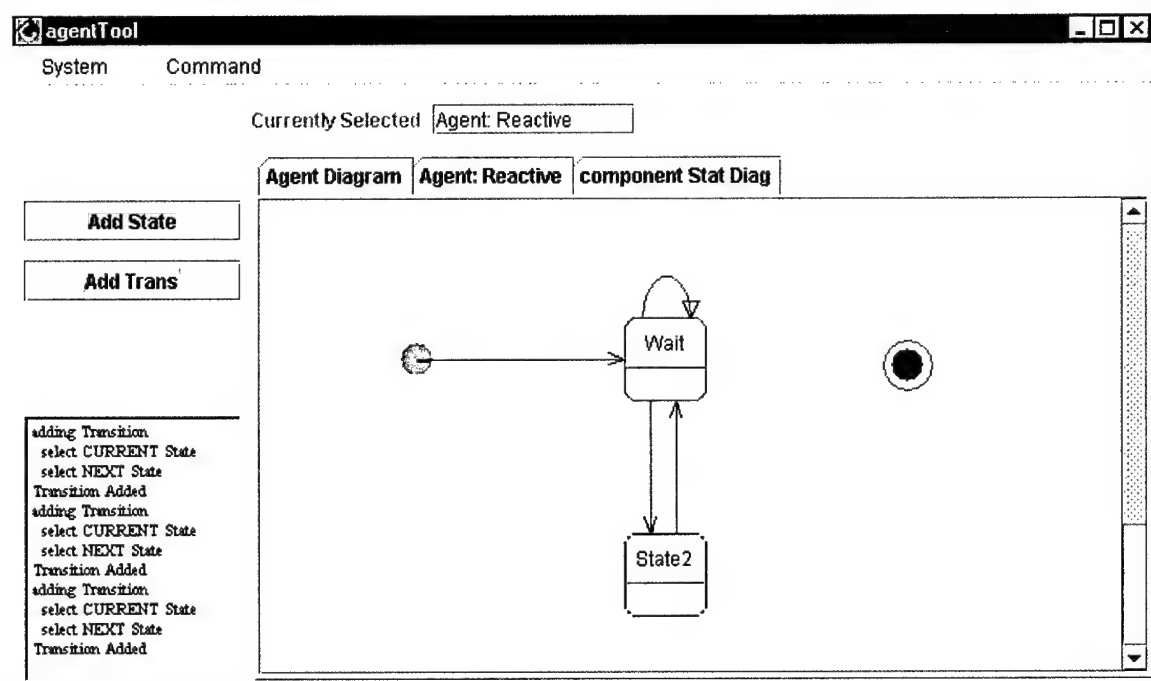 agentTool
System Command
Currently Selected Agent: Reactive
Agent Diagram Agent: Reactive component Stat Diag
Add State
Add Trans
Wait
State2
adding Transition
select CURRENT State
select NEXT State
Transition Added
adding Transition
select CURRENT State
select NEXT State
Transition Added
adding Transition
select CURRENT State
select NEXT State
Transition Added